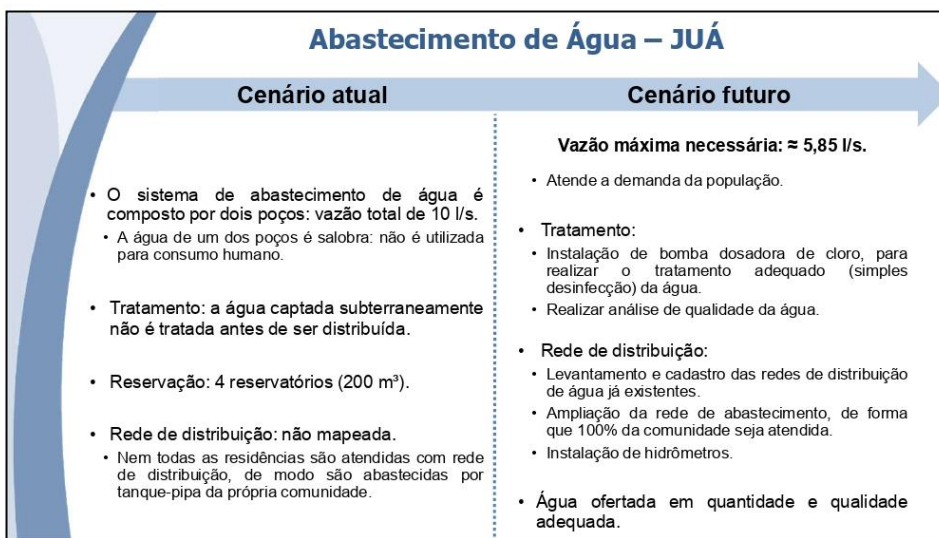 Abastecimento de Água – JUÁ
Cenário atual
• O sistema de abastecimento de água é
composto por dois poços: vazão total de 10 l/s.
• A água de um dos poços é salobra: não é utilizada
para consumo humano.
• Tratamento: a água captada subterraneamente
não é tratada antes de ser distribuída.
• Reservação: 4 reservatórios (200 m³).
• Rede de distribuição: não mapeada.
• Nem todas as residências são atendidas com rede
de distribuição, de modo são abastecidas por
tanque-pipa da própria comunidade.
Cenário futuro
Vazão máxima necessária: ≈ 5,85 l/s.
• Atende a demanda da população.
• Tratamento:
• Instalação de bomba dosadora de cloro, para
realizar o tratamento adequado (simples
desinfecção) da água.
• Realizar análise de qualidade da água.
• Rede de distribuição:
• Levantamento e cadastro das redes de distribuição
de água já existentes.
• Ampliação da rede de abastecimento, de forma
que 100% da comunidade seja atendida.
• Instalação de hidrômetros.
• Água ofertada em quantidade e qualidade
adequada.